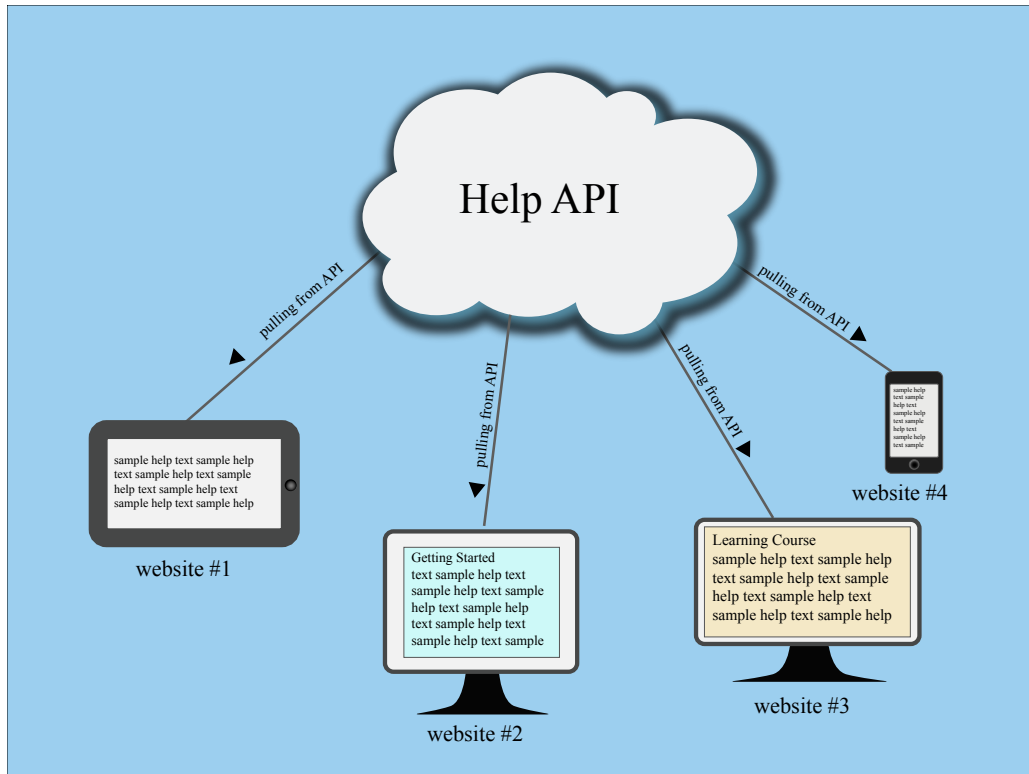 Help API
pulling from API
pulling from API
pulling from API
pulling from API
sample help text sample help
text sample help text sample
help text sample help text
sample help text sample help
website #1
Getting Started
text sample help text
sample help text sample
help text sample help
text sample help text
sample help text sample
website #2
Learning Course
sample help text sample help
text sample help text sample
help text sample help text
sample help text sample help
website #3
sample help
text sample
help text
sample help
text sample
help text
sample help
text sample
website #4